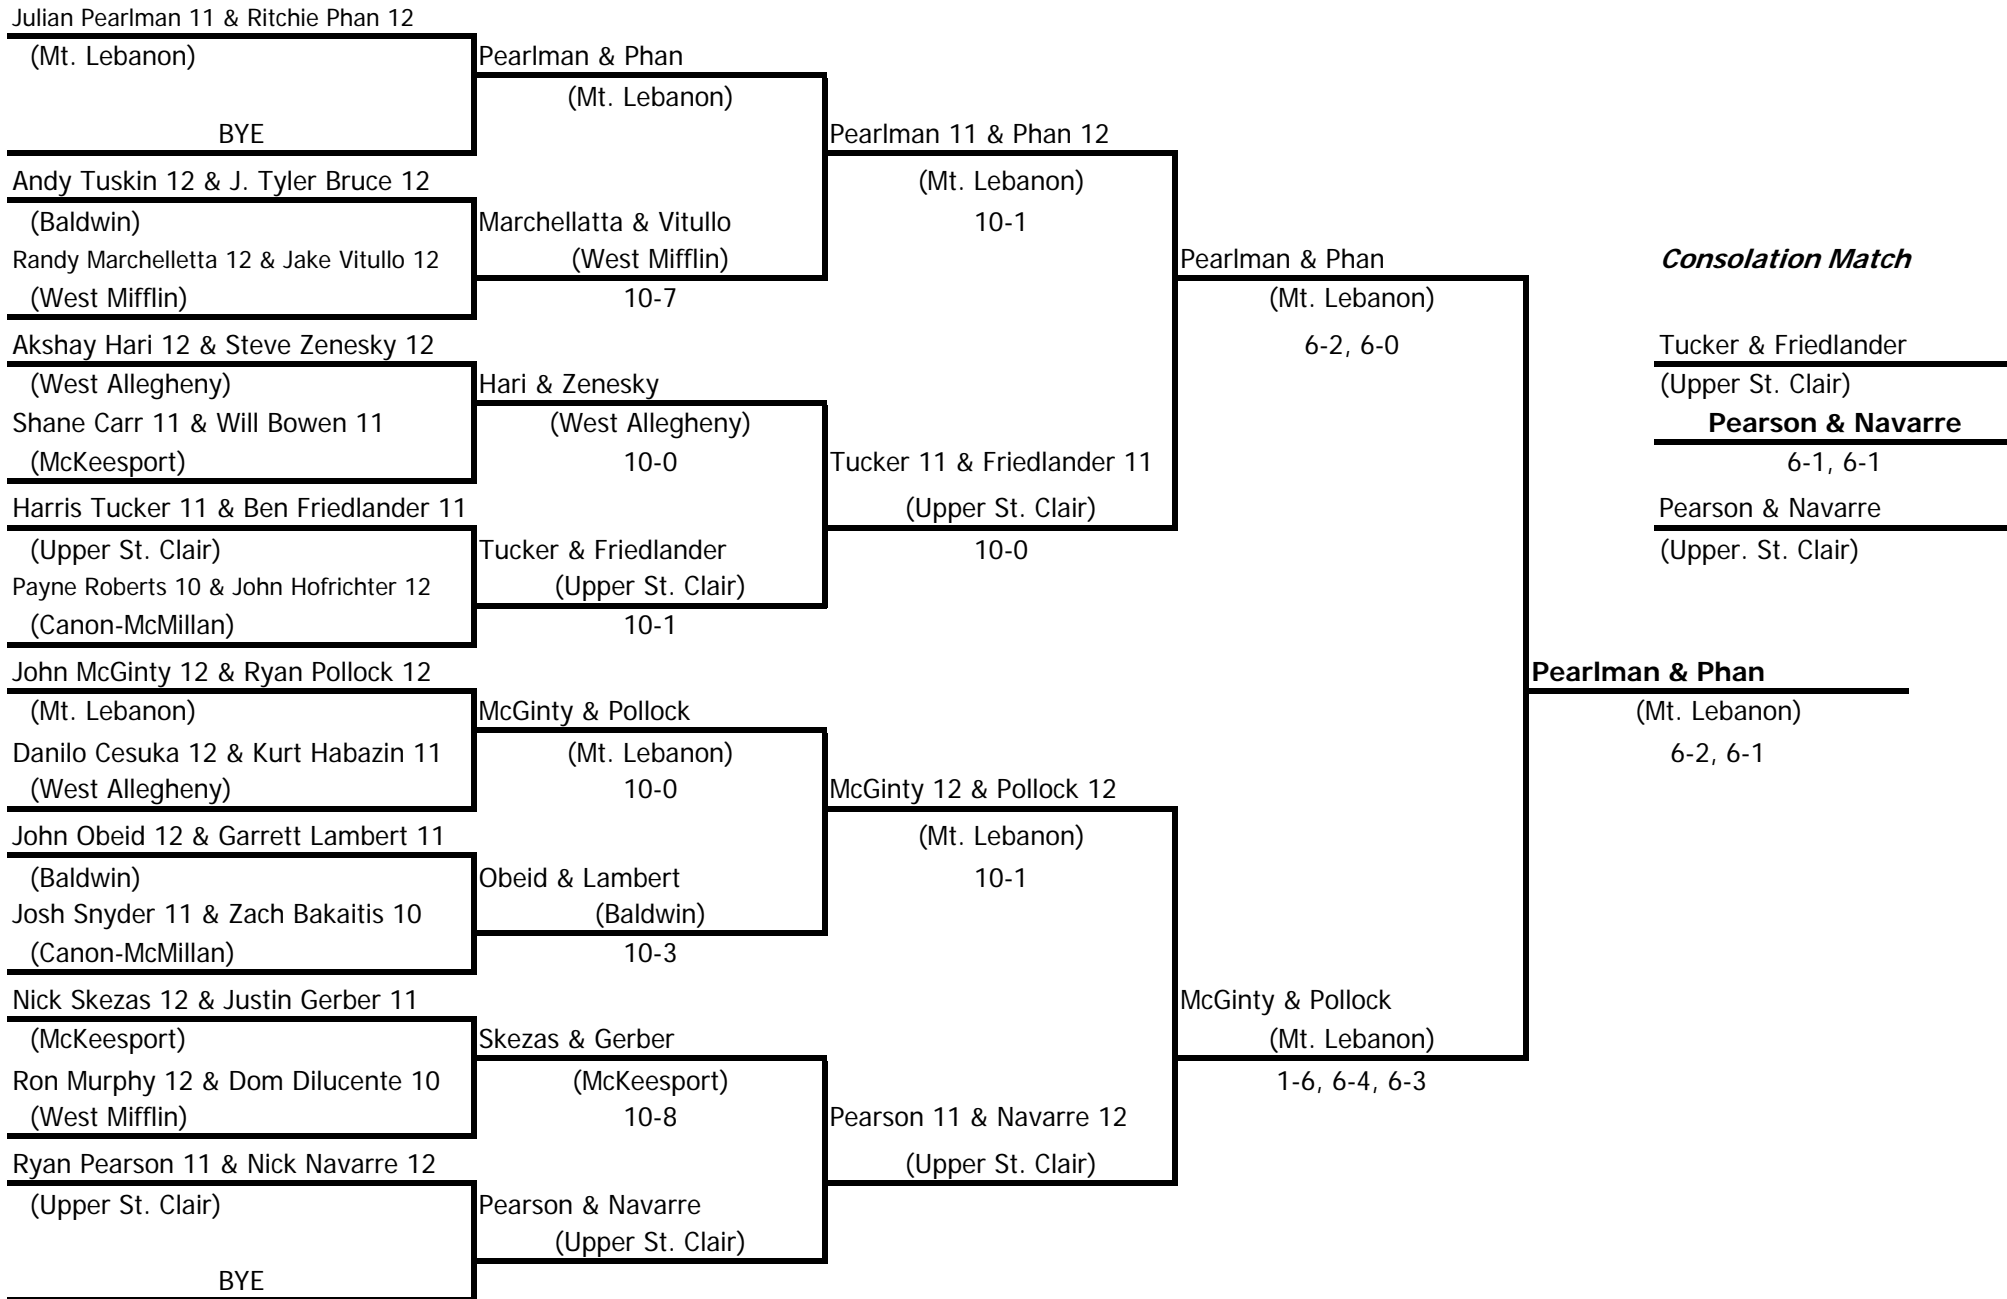 Julian Pearlman 11 & Ritchie Phan 12
(Mt. Lebanon)
BYE
Andy Tuskin 12 & J. Tyler Bruce 12
(Baldwin)
Randy Marchelletta 12 & Jake Vitullo 12
(West Mifflin)
Akshay Hari 12 & Steve Zenesky 12
(West Allegheny)
Shane Carr 11 & Will Bowen 11
(McKeesport)
Harris Tucker 11 & Ben Friedlander 11
(Upper St. Clair)
Payne Roberts 10 & John Hofrichter 12
(Canon-McMillan)
John McGinty 12 & Ryan Pollock 12
(Mt. Lebanon)
Danilo Cesuka 12 & Kurt Habazin 11
(West Allegheny)
John Obeid 12 & Garrett Lambert 11
(Baldwin)
Josh Snyder 11 & Zach Bakaitis 10
(Canon-McMillan)
Nick Skezas 12 & Justin Gerber 11
(McKeesport)
Ron Murphy 12 & Dom Dilucente 10
(West Mifflin)
Ryan Pearson 11 & Nick Navarre 12
(Upper St. Clair)
BYE
Pearlman & Phan
(Mt. Lebanon)
Marchellatta & Vitullo
(West Mifflin)
10-7
Hari & Zenesky
(West Allegheny)
10-0
Tucker & Friedlander
(Upper St. Clair)
10-1
McGinty & Pollock
(Mt. Lebanon)
10-0
Obeid & Lambert
(Baldwin)
10-3
Skezas & Gerber
(McKeesport)
10-8
Pearson & Navarre
(Upper St. Clair)
Pearlman 11 & Phan 12
(Mt. Lebanon)
10-1
Tucker 11 & Friedlander 11
(Upper St. Clair)
10-0
McGinty 12 & Pollock 12
(Mt. Lebanon)
10-1
Pearson 11 & Navarre 12
(Upper St. Clair)
Pearlman & Phan
(Mt. Lebanon)
6-2, 6-0
McGinty & Pollock
(Mt. Lebanon)
1-6, 6-4, 6-3
Pearlman & Phan
(Mt. Lebanon)
6-2, 6-1
Consolation Match
Tucker & Friedlander
(Upper St. Clair)
Pearson & Navarre
6-1, 6-1
Pearson & Navarre
(Upper. St. Clair)